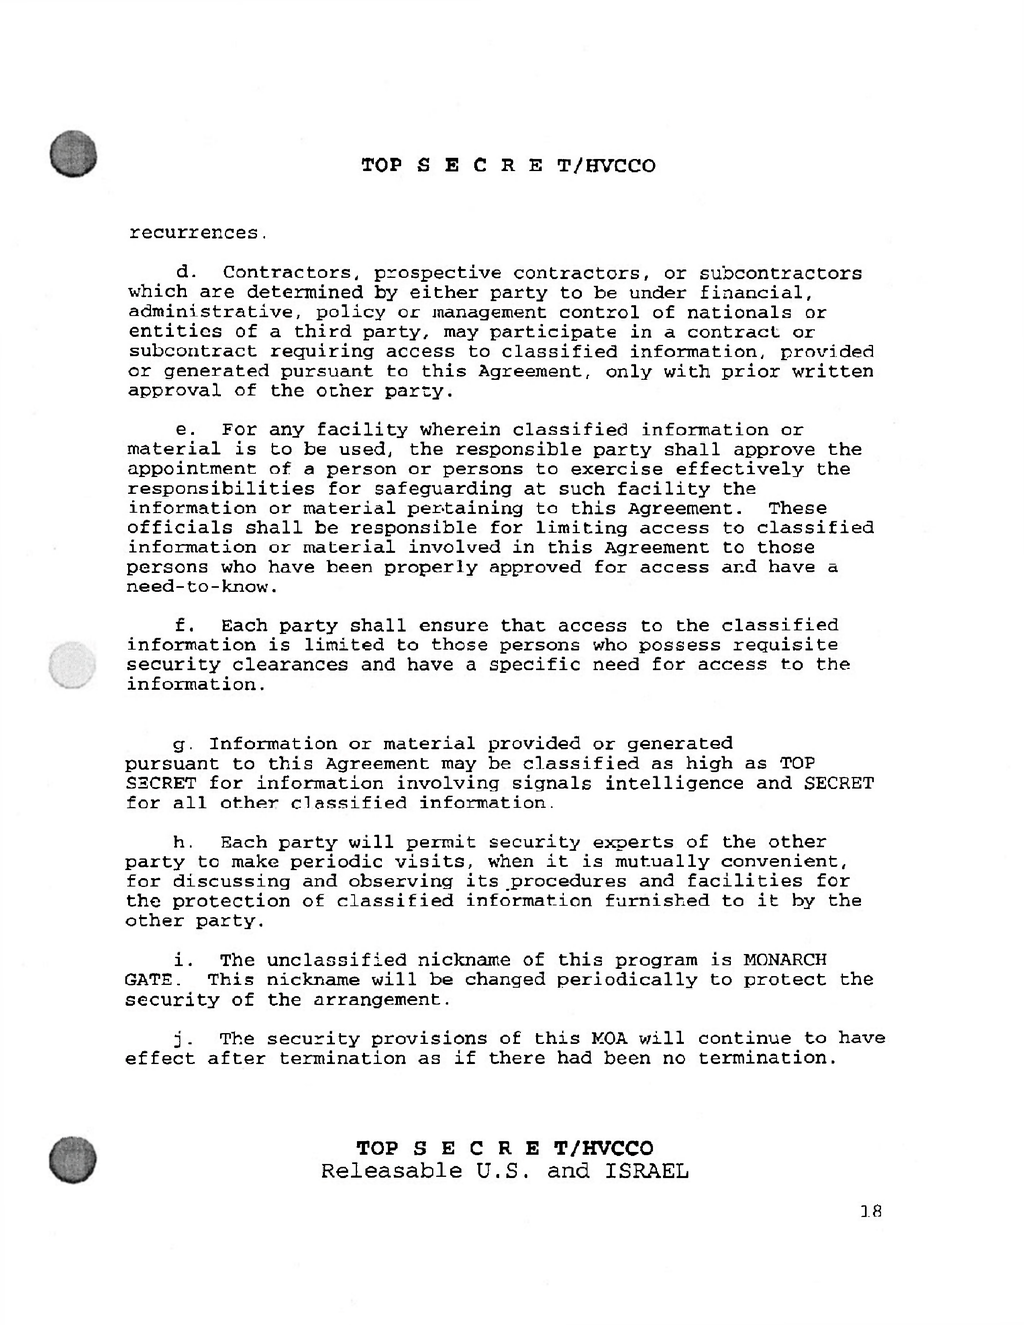 TOP S E C R E T/HVCCO
recurrences.
d. Contractors, prospective contractors, or subcontractors
which are determined by either party to be under financial,
administrative, policy or management control of nationals or
entities of a third party, may participate in a contract or
subcontract requiring access to classified information, provided
or generated pursuant to this Agreement, only with prior written
approval of the other party.
e. For any facility wherein classified information or
material is to be used, the responsible party shall approve the
appointment of a person or persons to exercise effectively the
responsibilities for safeguarding at such facility the
information or material pertaining to this Agreement. These
officials shall be responsible for limiting access to classified
information or material involved in this Agreement to those
persons who have been properly approved for access and have a
need-to-know.
f. Each party shall ensure that access to the classified
information is limited to those persons who possess requisite
security clearances and have a specific need for access to the
information.
g. Information or material provided or generated
pursuant to this Agreement may be classified as high as TOP
SECRET for information involving signals intelligence and SECRET
for all other classified information.
h. Each party will permit security experts of the other
party to make periodic visits, when it is mutually convenient,
for discussing and observing its procedures and facilities for
the protection of classified information furnished to it by the
other party.
i. The unclassified nickname of this program is MONARCH
GATE. This nickname will be changed periodically to protect the
security of the arrangement.
j. The security provisions of this MOA will continue to have
effect after termination as if there had been no termination.
TOP S E C R E T/HVCCO
Releasable U.S. and ISRAEL
18